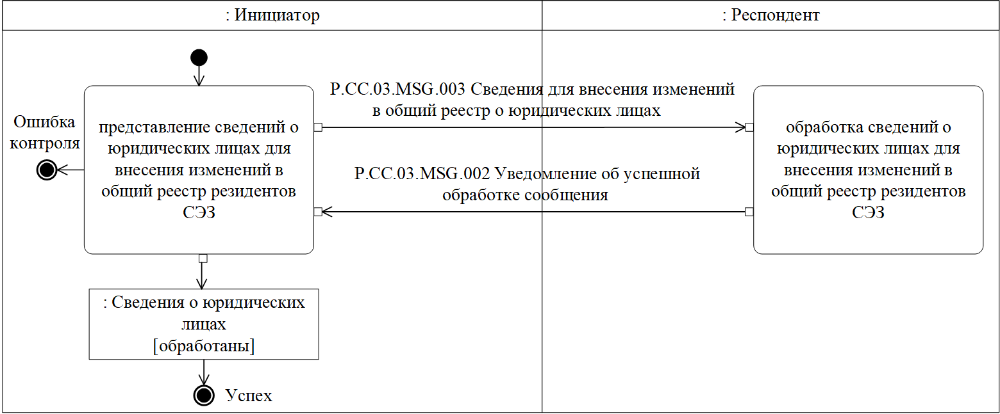 : Инициатор
: Респондент
P.CC.03.MSG.003 Сведения для внесения изменений
в общий реестр о юридических лицах
Ошибка
контроля
представление сведений о
юридических лицах для
внесения изменений в
общий реестр резидентов
СЭЗ
P.CC.03.MSG.002 Уведомление об успешной
обработке сообщения
обработка сведений о
юридических лицах для
внесения изменений в
общий реестр резидентов
СЭЗ
: Сведения о юридических
лицах
[обработаны]
Успех